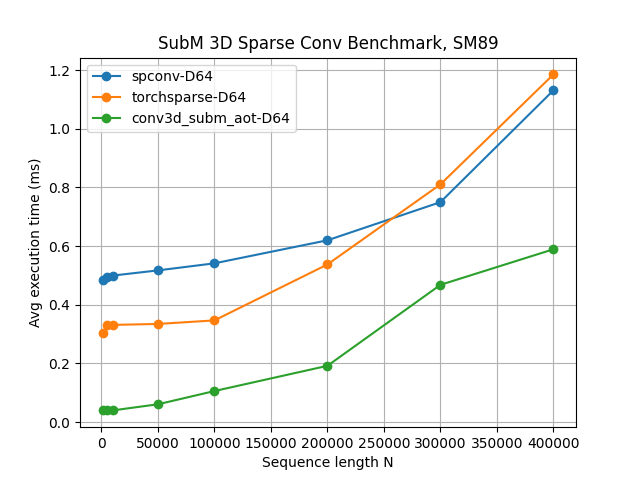 SubM 3D Sparse Conv Benchmark, SM89
spconv-D64
torchsparse-D64
conv3d_subm_aot-D64
Avg execution time (ms)
1.2
1.0
0.8
0.6
0.4
0.2
0.0
0 50000 100000 150000 200000 250000 300000 350000 400000
Sequence length N